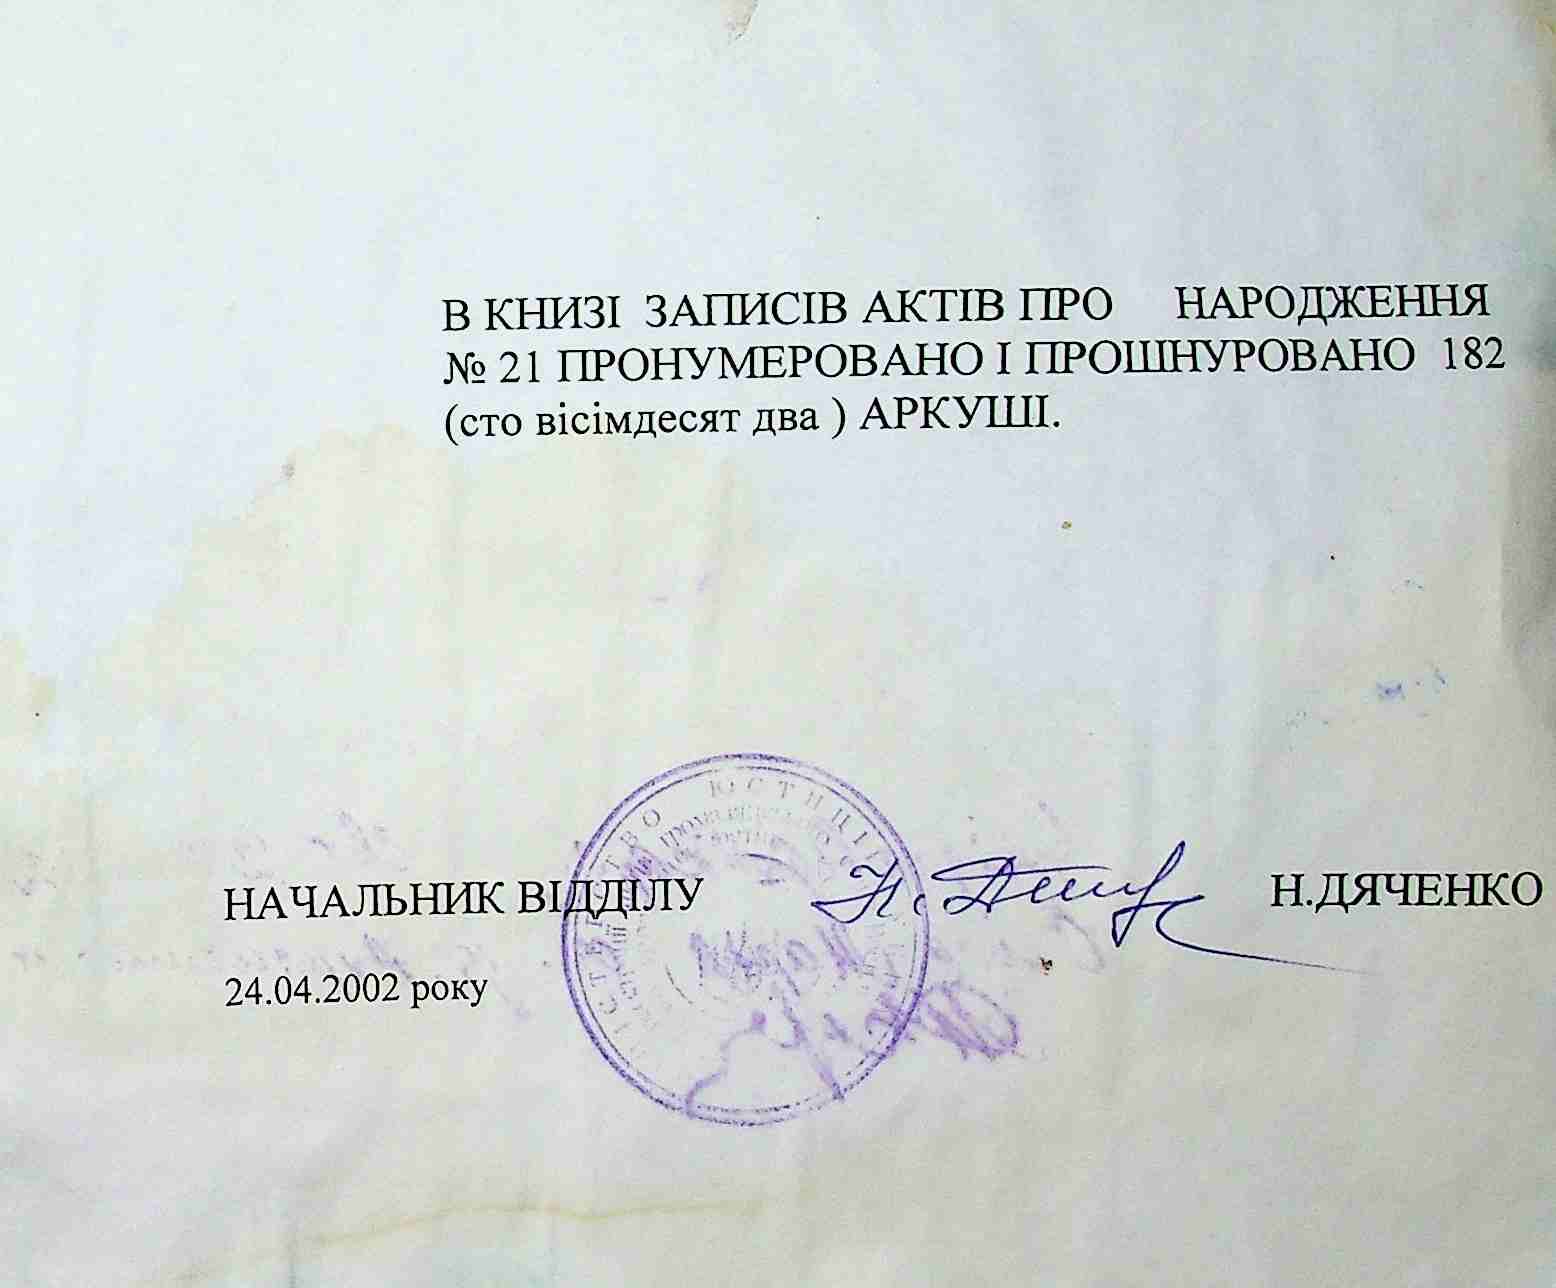 В КНИЗІ ЗАПИСІВ АКТІВ ПРО НАРОДЖЕННЯ
№ 21 ПРОНУМЕРОВАНО І ПРОШНУРОВАНО 182
(сто вісімдесят два ) АРКУШІ.
ЮСТИЦІЇ
НАЧАЛЬНИК ВІДДІЛУ Н.ДЯЧЕНКО
24.04.2002 року